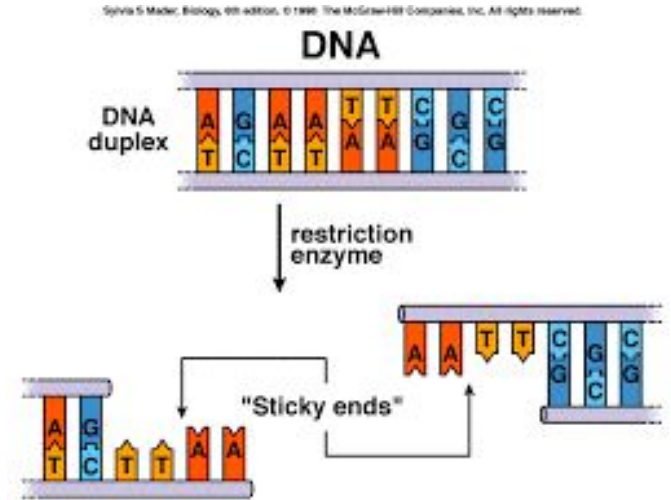 Sylvia S Mader, Biology, 6th edition. © 1998 The McGraw-Hill Companies, Inc. All rights reserved.
DNA
DNA
duplex
A G A A T T C G C
T C T T A A G C G
restriction
enzyme
A A T T C G C
G C G
"Sticky ends"
A G
T C T T A A